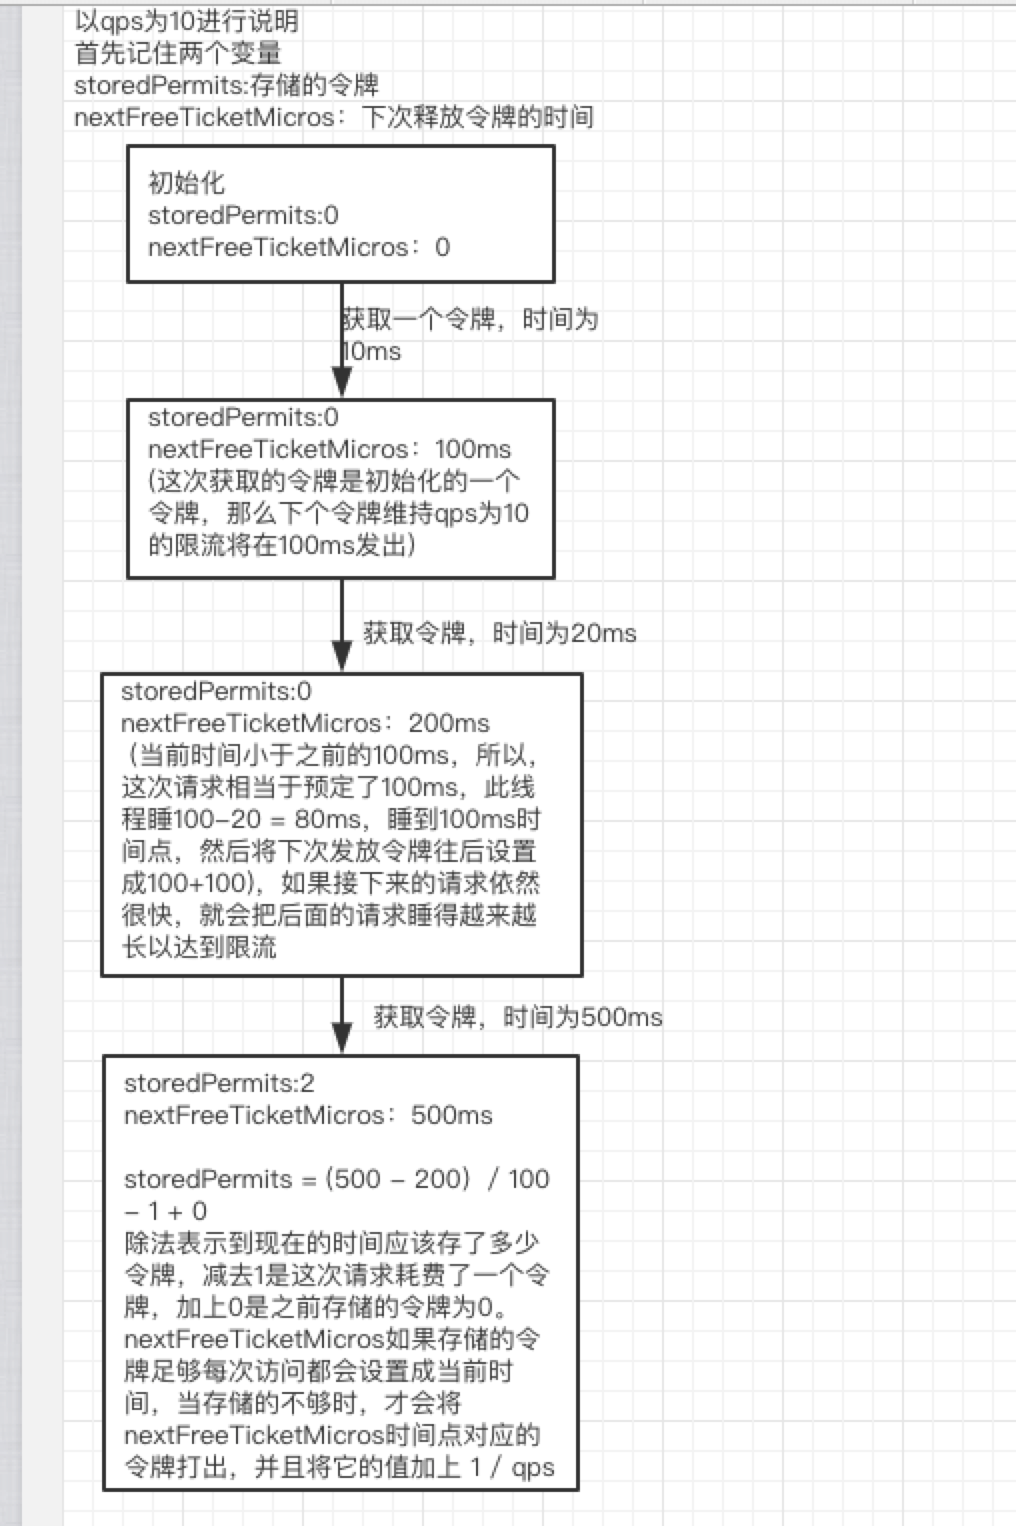 以qps为10进行说明
首先记住两个变量
storedPermits:存储的令牌
nextFreeTicketMicros：下次释放令牌的时间
初始化
storedPermits:0
nextFreeTicketMicros：0
获取一个令牌，时间为
10ms
storedPermits:0
nextFreeTicketMicros：100ms
(这次获取的令牌是初始化的一个
令牌，那么下个令牌维持qps为10
的限流将在100ms发出)
获取令牌，时间为20ms
storedPermits:0
nextFreeTicketMicros：200ms
（当前时间小于之前的100ms，所以，
这次请求相当于预定了100ms，此线
程睡100-20 = 80ms，睡到100ms时
间点，然后将下次发放令牌往后设置
成100+100)，如果接下来的请求依然
很快，就会把后面的请求睡得越来越
长以达到限流
获取令牌，时间为500ms
storedPermits:2
nextFreeTicketMicros：500ms
storedPermits = (500 - 200）/ 100
- 1 + 0
除法表示到现在的时间应该存了多少
令牌，减去1是这次请求耗费了一个令
牌，加上0是之前存储的令牌为0。
nextFreeTicketMicros如果存储的令
牌足够每次访问都会设置成当前时
间，当存储的不够时，才会将
nextFreeTicketMicros时间点对应的
令牌打出，并且将它的值加上 1 / qps